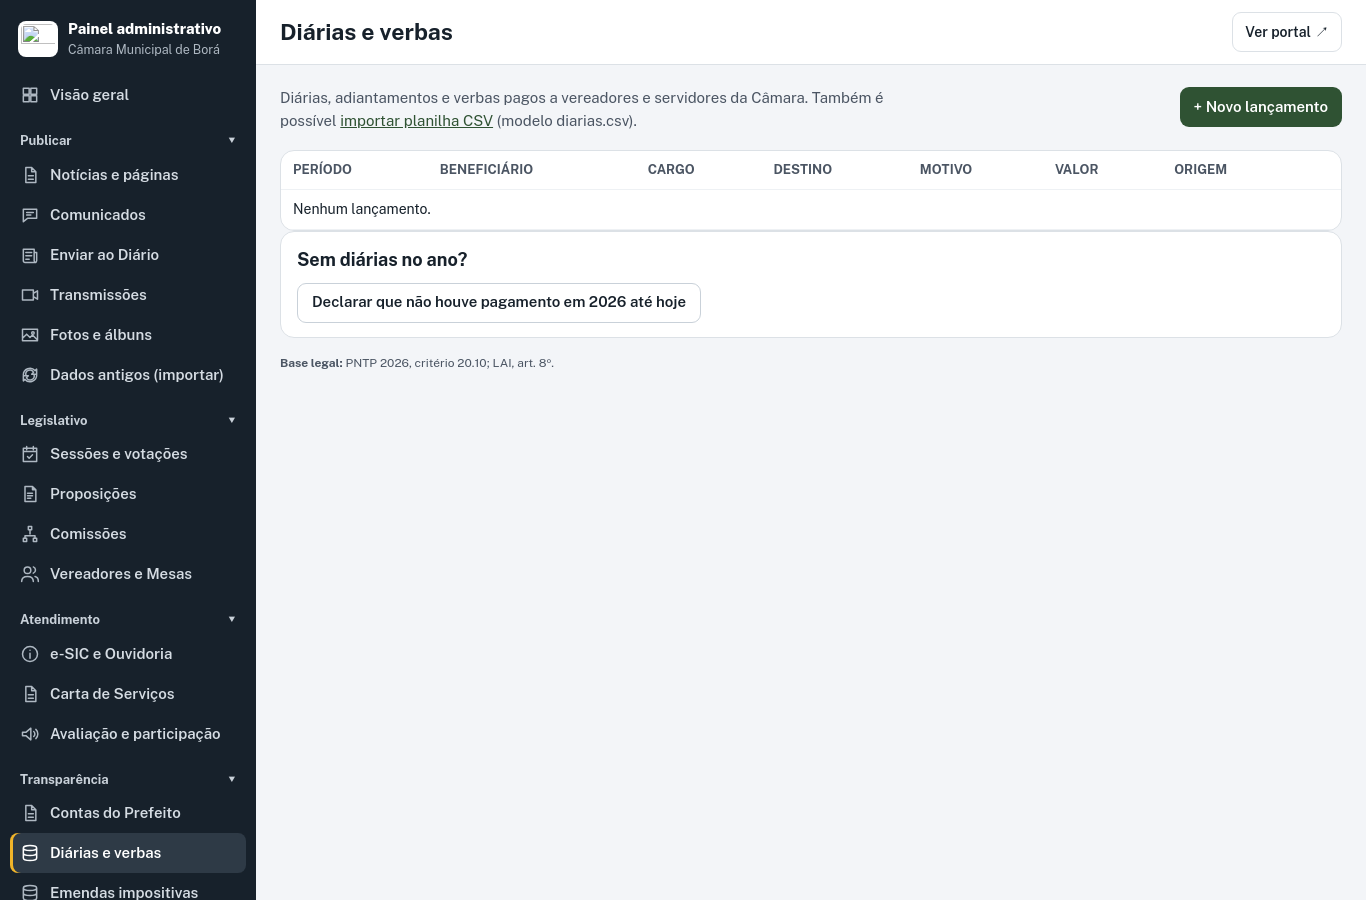 Painel administrativo
Câmara Municipal de Borá
Visão geral
Publicar
Notícias e páginas
Comunicados
Enviar ao Diário
Transmissões
Fotos e álbuns
Dados antigos (importar)
Legislativo
Sessões e votações
Proposições
Comissões
Vereadores e Mesas
Atendimento
e-SIC e Ouvidoria
Carta de Serviços
Avaliação e participação
Transparência
Contas do Prefeito
Diárias e verbas
Emendas impositivas
Diárias e verbas
Ver portal ↗
Diárias, adiantamentos e verbas pagos a vereadores e servidores da Câmara. Também é
possível importar planilha CSV (modelo diarias.csv).
+ Novo lançamento
PERÍODO BENEFICIÁRIO CARGO DESTINO MOTIVO VALOR ORIGEM
Nenhum lançamento.
Sem diárias no ano?
Declarar que não houve pagamento em 2026 até hoje
Base legal: PNTP 2026, critério 20.10; LAI, art. 8º.